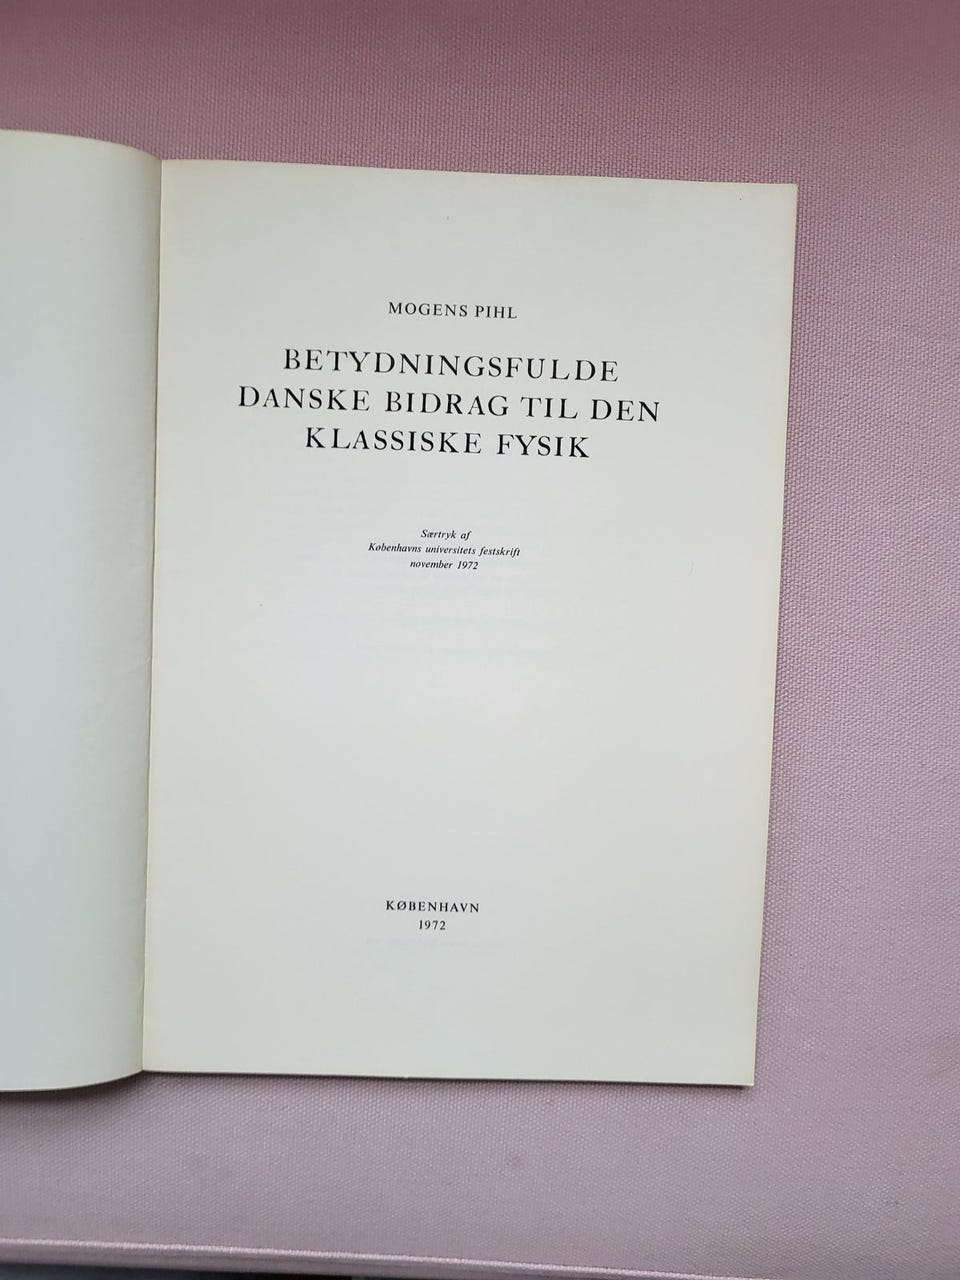 MOGENS PIHL
BETYDNINGSFULDE
DANSKE BIDRAG TIL DEN
KLASSISKE FYSIK
Særtryk af
Københavns universitets festskrift
november 1972
KØBENHAVN
1972